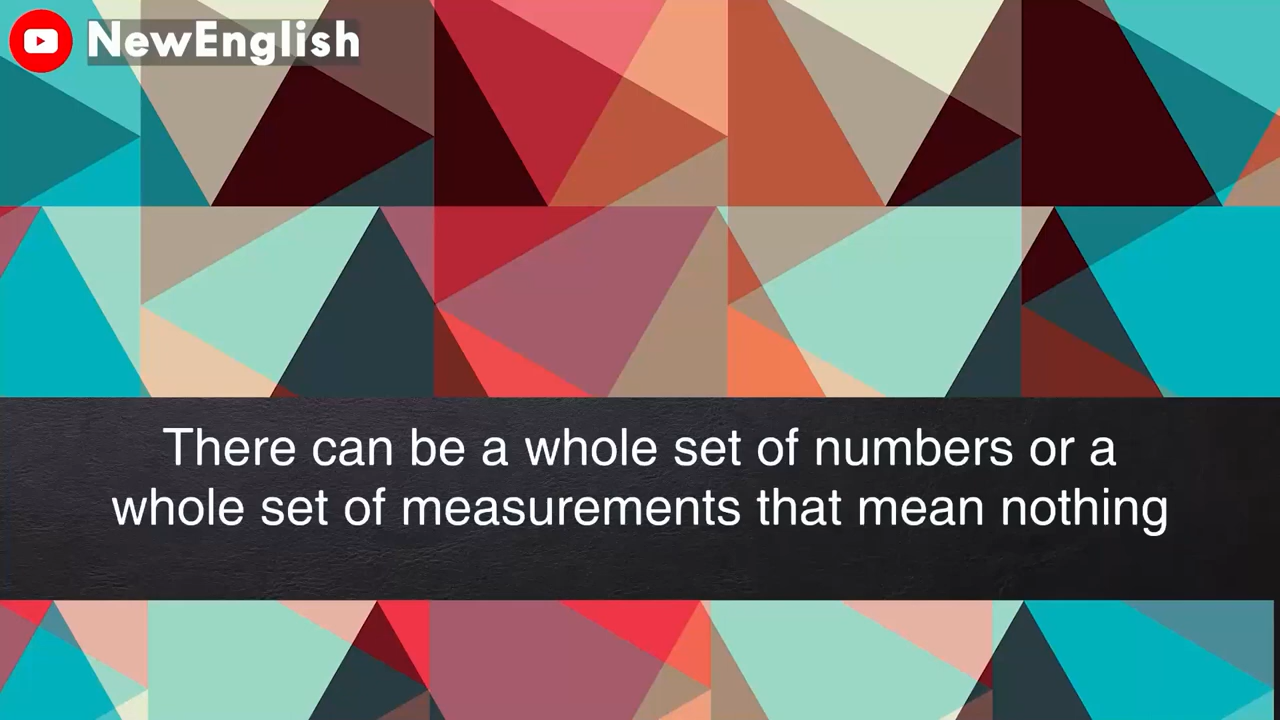 NewEnglish
There can be a whole set of numbers or a
whole set of measurements that mean nothing